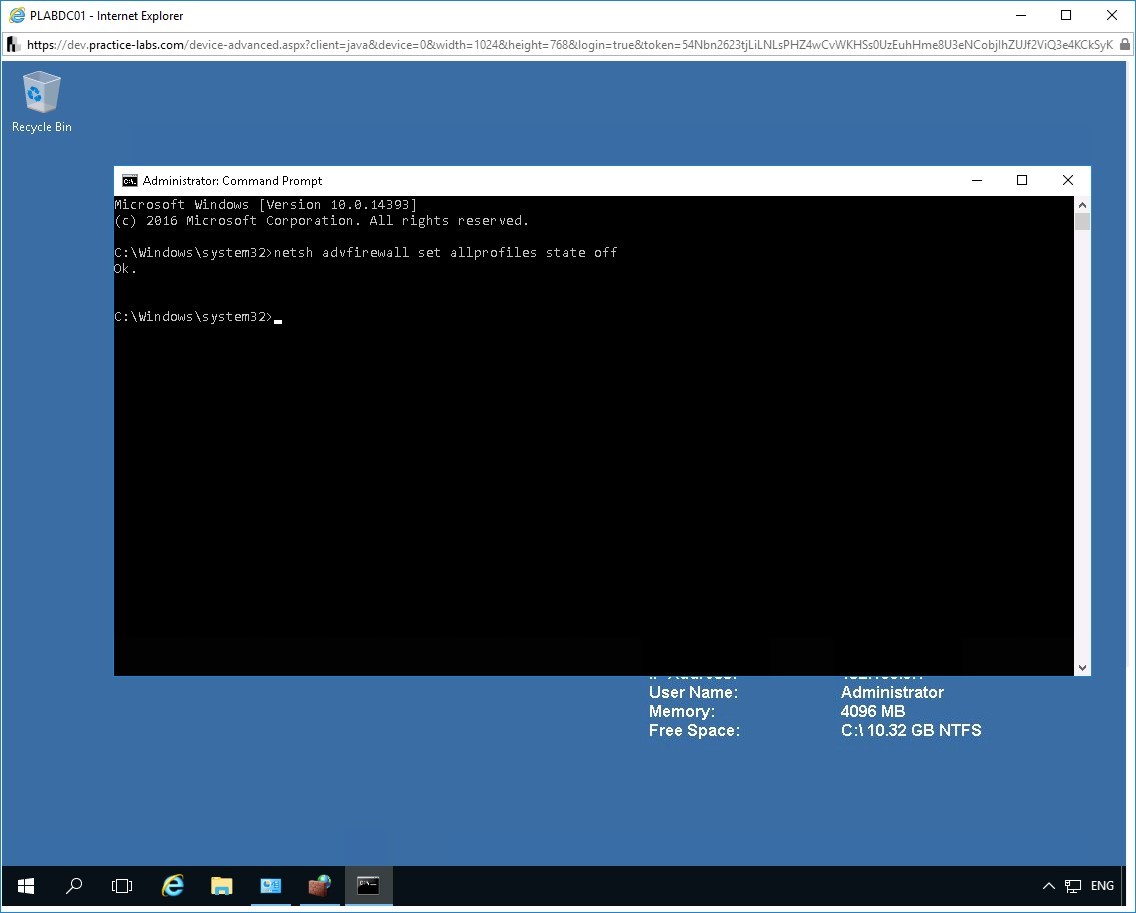 PLABDC01 - Internet Explorer
https://dev.practice-labs.com/device-advanced.aspx?client=java&device=0&width=1024&height=768&login=true&token=54Nbn2623tjLiLNLsPHZ4wCvWKHSs0UzEuhHme8U3eNCobjIhZUJf2ViQ3e4KCkSyK
Recycle Bin
Administrator: Command Prompt
Microsoft Windows [Version 10.0.14393]
(c) 2016 Microsoft Corporation. All rights reserved.
C:\Windows\system32>netsh advfirewall set allprofiles state off
Ok.
C:\Windows\system32>
User Name: Administrator
Memory: 4096 MB
Free Space: C:\ 10.32 GB NTFS
ENG